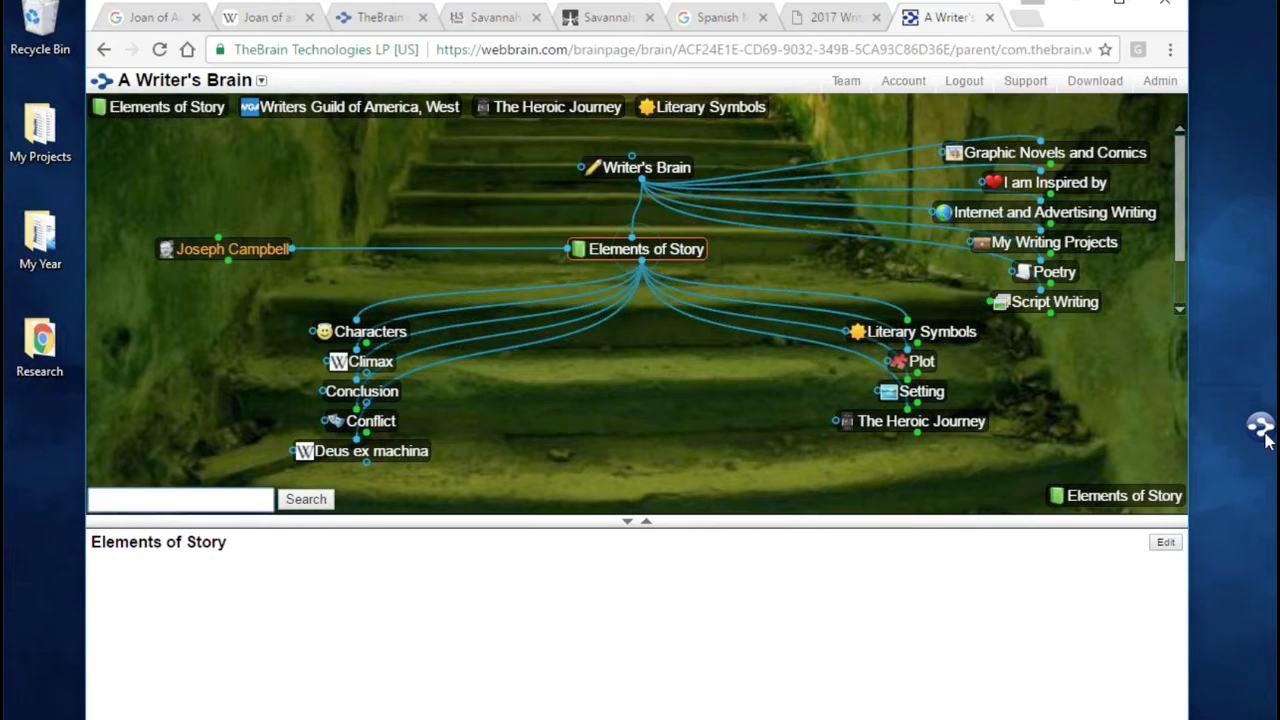 Recycle Bin
My Projects
My Year
Research
Joan of A
Joan of a
TheBrain
Savannah
Savannah
Spanish M
2017 Writ
A Writer's
TheBrain Technologies LP [US]
https://webbrain.com/brainpage/brain/ACF24E1E-CD69-9032-349B-5CA93C86D36E/parent/com.thebrain.w
A Writer's Brain
Team Account Logout Support Download Admin
Elements of Story WGA Writers Guild of America, West The Heroic Journey Literary Symbols
Writer's Brain
Graphic Novels and Comics
I am Inspired by
Internet and Advertising Writing
My Writing Projects
Poetry
Script Writing
Joseph Campbell
Elements of Story
Characters
W Climax
Conclusion
Conflict
W Deus ex machina
Literary Symbols
Plot
Setting
The Heroic Journey
Search
Elements of Story
Elements of Story
Edit